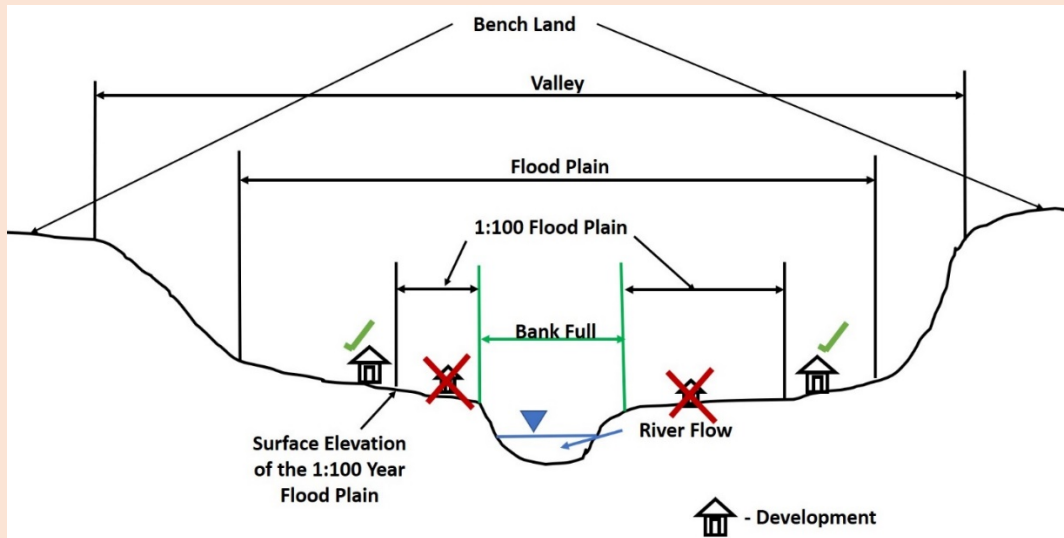 Bench Land
Valley
Flood Plain
1:100 Flood Plain
Bank Full
Surface Elevation
of the 1:100 Year
Flood Plain
River Flow
- Development